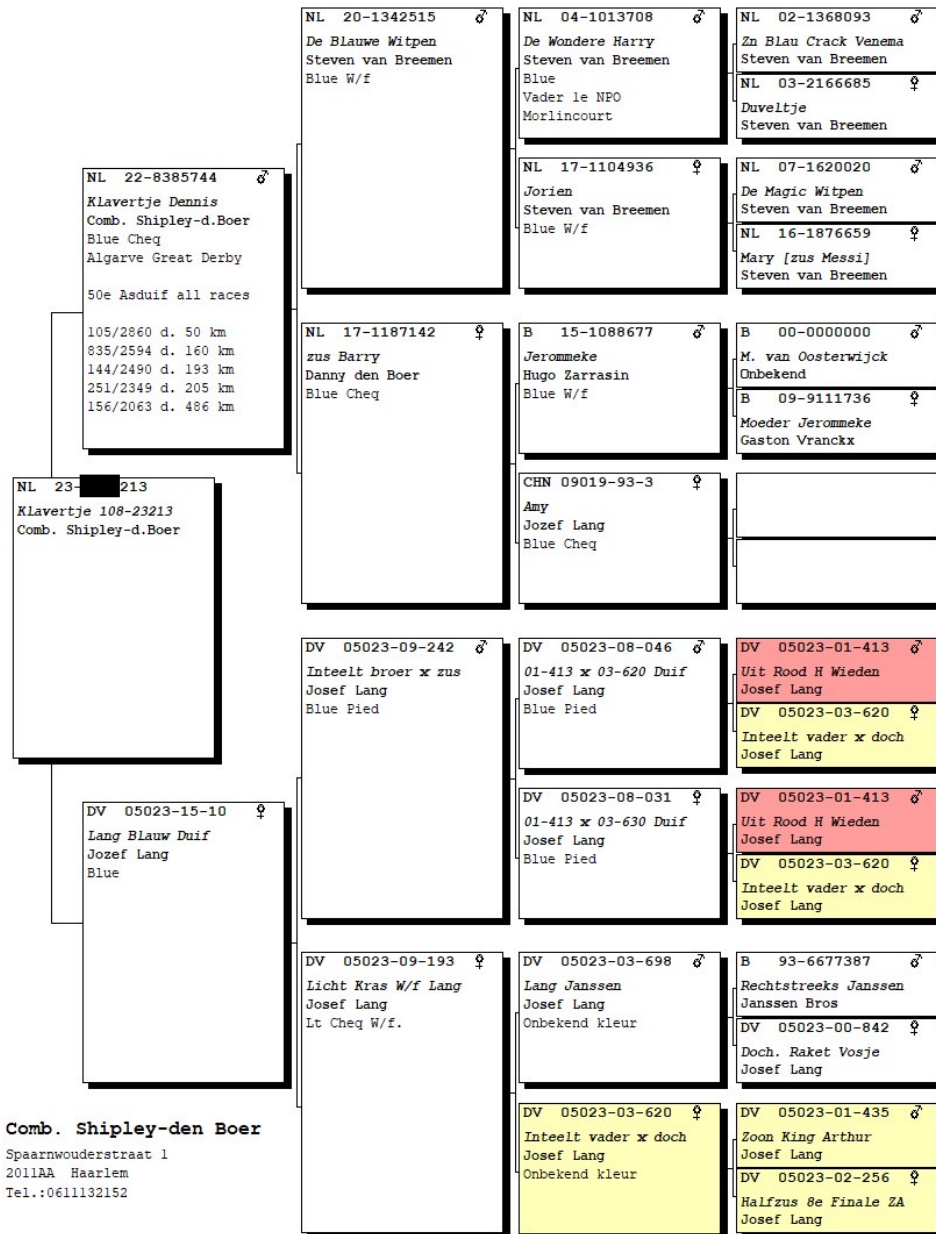 NL 22-8385744 ♂
Klavertje Dennis
Comb. Shipley-d.Boer
Blue Cheq
Algarve Great Derby
50e Asduif all races
105/2860 d. 50 km
835/2594 d. 160 km
144/2490 d. 193 km
251/2349 d. 205 km
156/2063 d. 486 km
NL 23- 213
Klavertje 108-23213
Comb. Shipley-d.Boer
DV 05023-15-10 ♀
Lang Blauw Duif
Jozef Lang
Blue
NL 20-1342515 ♂
De Blauwe Witpen
Steven van Breemen
Blue W/f
NL 17-1187142 ♀
zus Barry
Danny den Boer
Blue Cheq
DV 05023-09-242 ♂
Inteelt broer x zus
Josef Lang
Blue Pied
DV 05023-09-193 ♀
Licht Kras W/f Lang
Josef Lang
Lt Cheq W/f.
NL 04-1013708 ♂
De Wondere Harry
Steven van Breemen
Blue
Vader 1e NPO
Morlincourt
NL 17-1104936 ♀
Jorien
Steven van Breemen
Blue W/f
B 15-1088677 ♂
Jerommeke
Hugo Zarrasin
Blue W/f
CHN 09019-93-3 ♀
Amy
Jozef Lang
Blue Cheq
DV 05023-08-046 ♂
01-413 x 03-620 Duif
Josef Lang
Blue Pied
DV 05023-08-031 ♀
01-413 x 03-630 Duif
Josef Lang
Blue Pied
DV 05023-03-698 ♂
Lang Janssen
Josef Lang
Onbekend kleur
DV 05023-03-620 ♀
Inteelt vader x doch
Josef Lang
Onbekend kleur
NL 02-1368093 ♂
Zn Blau Crack Venema
Steven van Breemen
NL 03-2166685 ♀
Duveltje
Steven van Breemen
NL 07-1620020 ♂
De Magic Witpen
Steven van Breemen
NL 16-1876659 ♀
Mary [zus Messi]
Steven van Breemen
B 00-0000000 ♂
M. van Oosterwijck
Onbekend
B 09-9111736 ♀
Moeder Jerommeke
Gaston Vranckx
DV 05023-01-413 ♂
Uit Rood H Wieden
Josef Lang
DV 05023-03-620 ♀
Inteelt vader x doch
Josef Lang
DV 05023-01-413 ♂
Uit Rood H Wieden
Josef Lang
DV 05023-03-620 ♀
Inteelt vader x doch
Josef Lang
B 93-6677387 ♂
Rechtstreeks Janssen
Janssen Bros
DV 05023-00-842 ♀
Doch. Raket Vosje
Josef Lang
DV 05023-01-435 ♂
Zoon King Arthur
Josef Lang
DV 05023-02-256 ♀
Halfzus 8e Finale ZA
Josef Lang
Comb. Shipley-den Boer
Spaarnwouderstraat 1
2011AA Haarlem
Tel.:0611132152